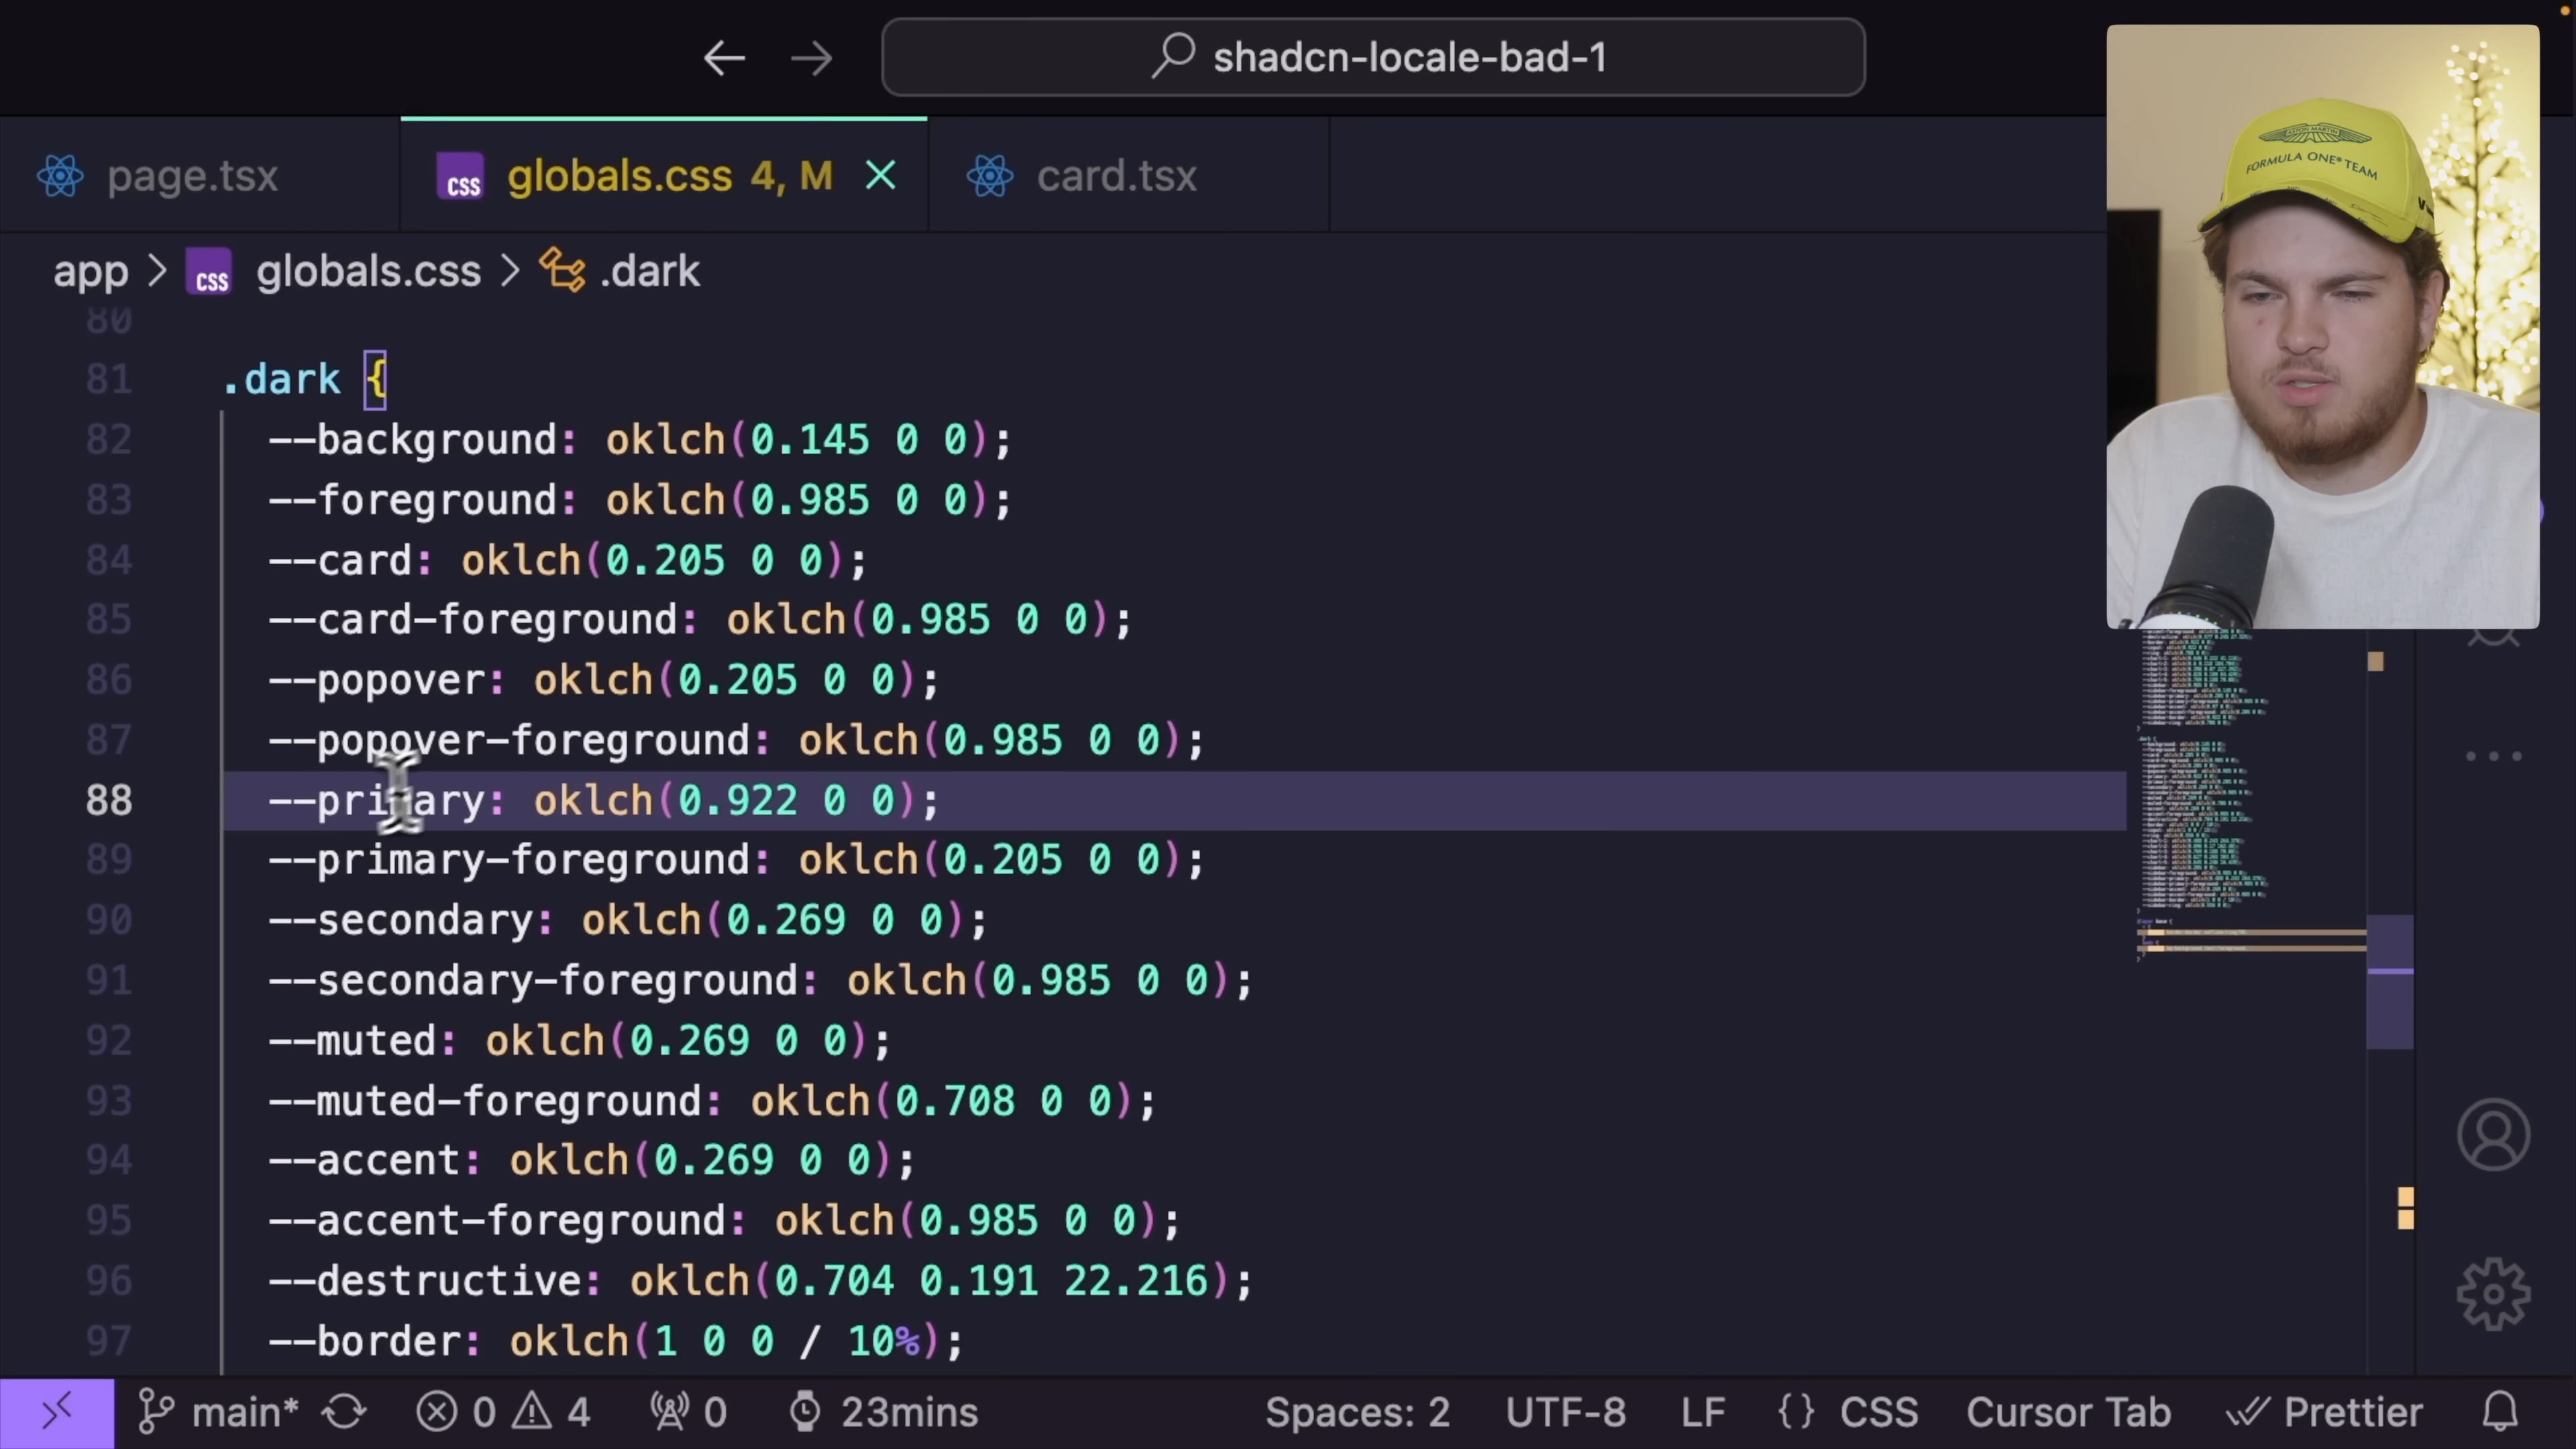 shadcn-locale-bad-1
page.tsx
CSS globals.css 4, M
card.tsx
app > CSS globals.css > .dark
80
81 .dark {
82 --background: oklch(0.145 0 0);
83 --foreground: oklch(0.985 0 0);
84 --card: oklch(0.205 0 0);
85 --card-foreground: oklch(0.985 0 0);
86 --popover: oklch(0.205 0 0);
87 --popover-foreground: oklch(0.985 0 0);
88 --primary: oklch(0.922 0 0);
89 --primary-foreground: oklch(0.205 0 0);
90 --secondary: oklch(0.269 0 0);
91 --secondary-foreground: oklch(0.985 0 0);
92 --muted: oklch(0.269 0 0);
93 --muted-foreground: oklch(0.708 0 0);
94 --accent: oklch(0.269 0 0);
95 --accent-foreground: oklch(0.985 0 0);
96 --destructive: oklch(0.704 0.191 22.216);
97 --border: oklch(1 0 0 / 10%);
ASTON MARTIN
FORMULA ONE® TEAM
main* 0 4 0 23mins Spaces: 2 UTF-8 LF {} CSS Cursor Tab Prettier